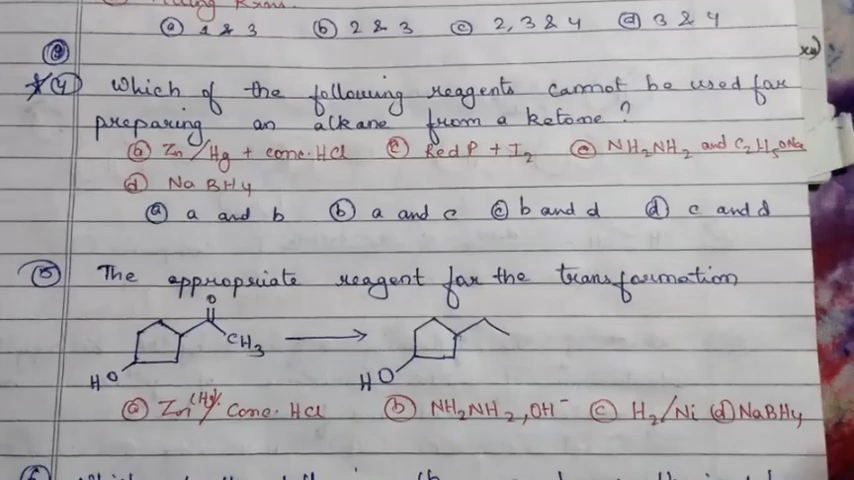 Rxns.
(a) 1 & 3 (b) 2 & 3 (c) 2, 3 & 4 (d) 3 & 4
(4) Which of the following reagents cannot be used for
preparing an alkane from a ketone?
(a) Zn/Hg + conc. HCl (b) Red P + I2 (c) NH2NH2 and C2H5ONa
(d) NaBH4
(a) a and b (b) a and c (c) b and d (d) c and d
(5) The appropriate reagent for the transformation
O
CH3
HO
HO
(a) Zn(Hg)/Conc. HCl (b) NH2NH2, OH⁻ (c) H2/Ni (d) NaBH4